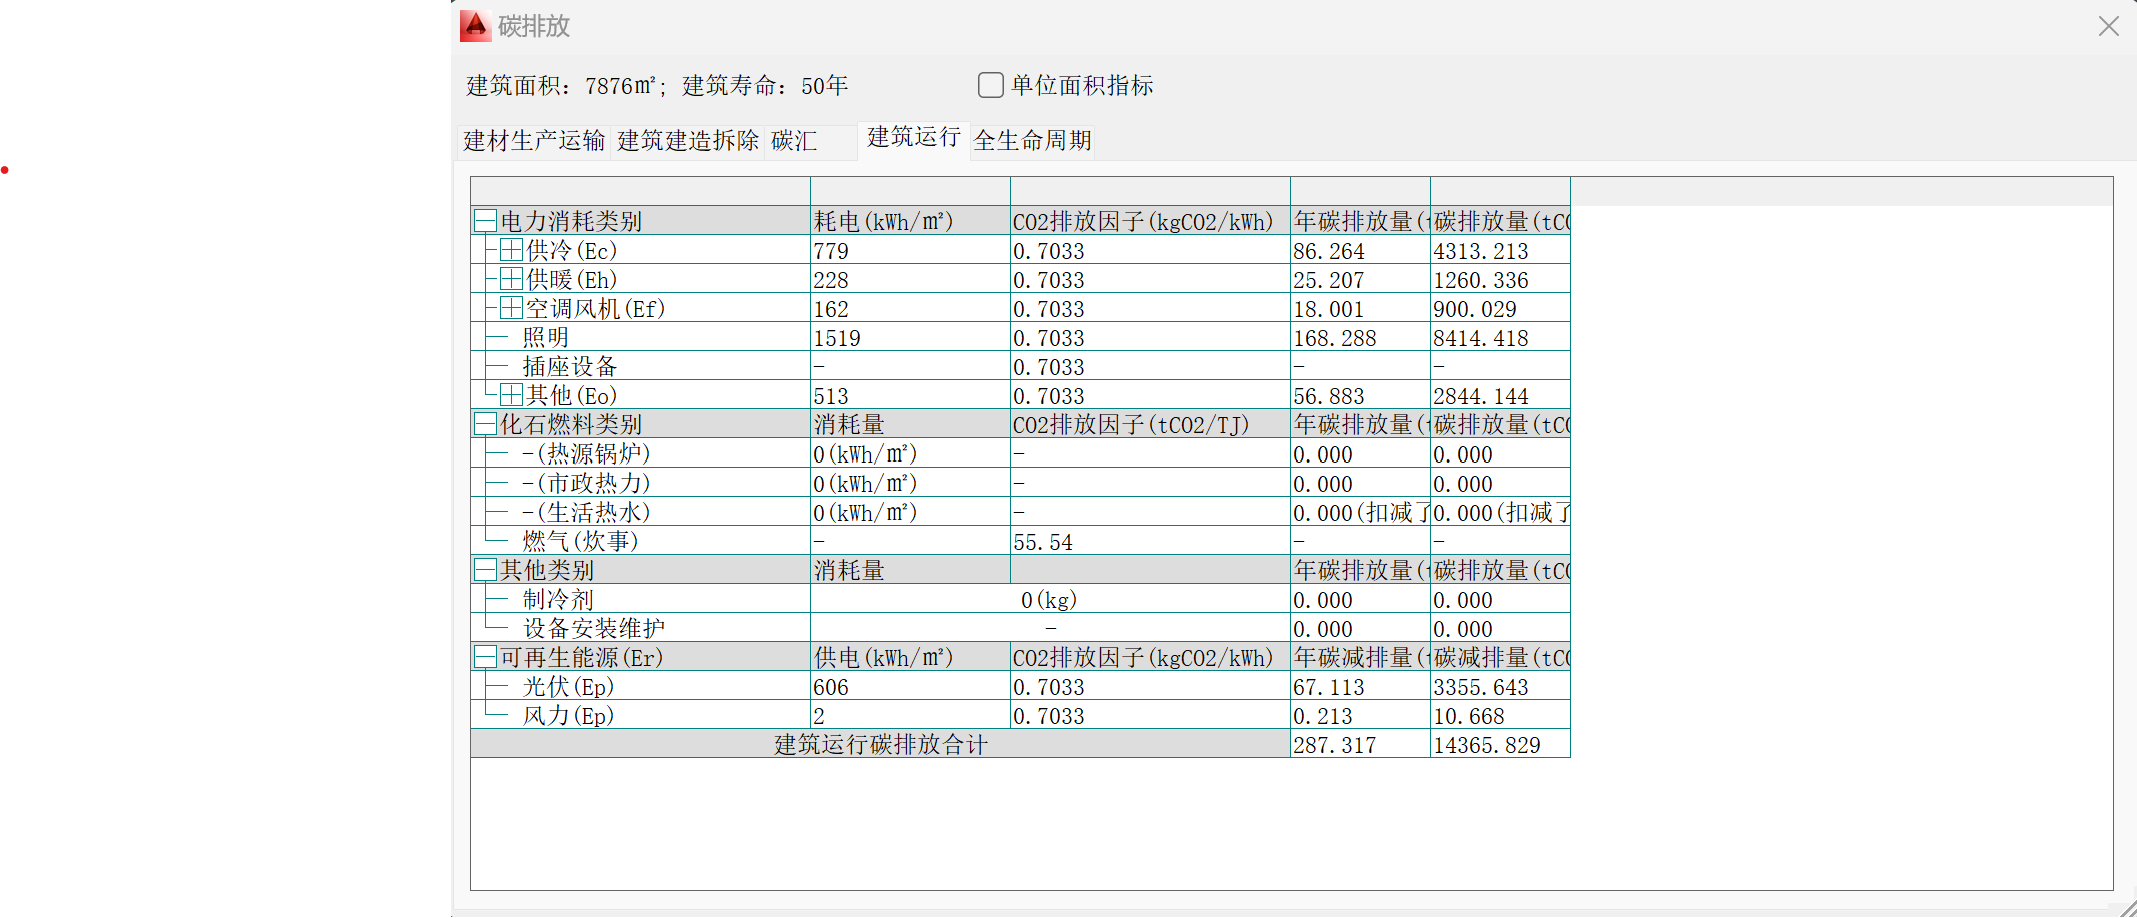 碳排放
建筑面积: 7876㎡; 建筑寿命: 50年 单位面积指标
建材生产运输 建筑建造拆除 碳汇 建筑运行 全生命周期
电力消耗类别 耗电(kWh/㎡) CO2排放因子(kgCO2/kWh) 年碳排放量( 碳排放量(tCO
供冷(Ec) 779 0.7033 86.264 4313.213
供暖(Eh) 228 0.7033 25.207 1260.336
空调风机(Ef) 162 0.7033 18.001 900.029
照明 1519 0.7033 168.288 8414.418
插座设备 - 0.7033 - -
其他(Eo) 513 0.7033 56.883 2844.144
化石燃料类别 消耗量 CO2排放因子(tCO2/TJ) 年碳排放量( 碳排放量(tCO
-(热源锅炉) 0(kWh/㎡) - 0.000 0.000
-(市政热力) 0(kWh/㎡) - 0.000 0.000
-(生活热水) 0(kWh/㎡) - 0.000(扣减了 0.000(扣减了
燃气(炊事) - 55.54 - -
其他类别 消耗量 年碳排放量( 碳排放量(tCO
制冷剂 0(kg) 0.000 0.000
设备安装维护 - 0.000 0.000
可再生能源(Er) 供电(kWh/㎡) CO2排放因子(kgCO2/kWh) 年碳减排量( 碳减排量(tCO
光伏(Ep) 606 0.7033 67.113 3355.643
风力(Ep) 2 0.7033 0.213 10.668
建筑运行碳排放合计 287.317 14365.829